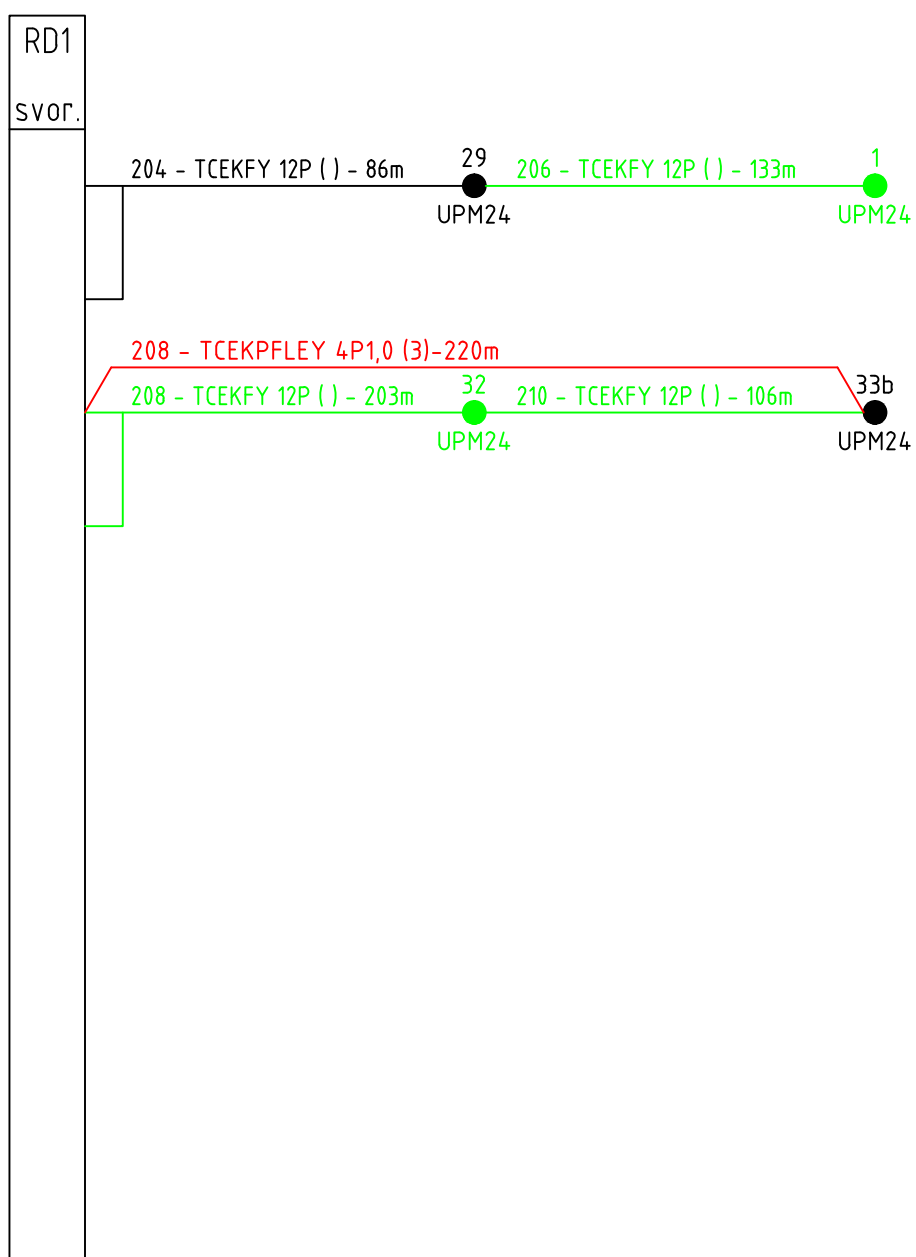 RD1
svor.
204 - TCEKFY 12P ( ) - 86m
29
UPM24
206 - TCEKFY 12P ( ) - 133m
1
UPM24
208 - TCEKPFLEY 4P1,0 (3)-220m
208 - TCEKFY 12P ( ) - 203m
32
UPM24
210 - TCEKFY 12P ( ) - 106m
33b
UPM24